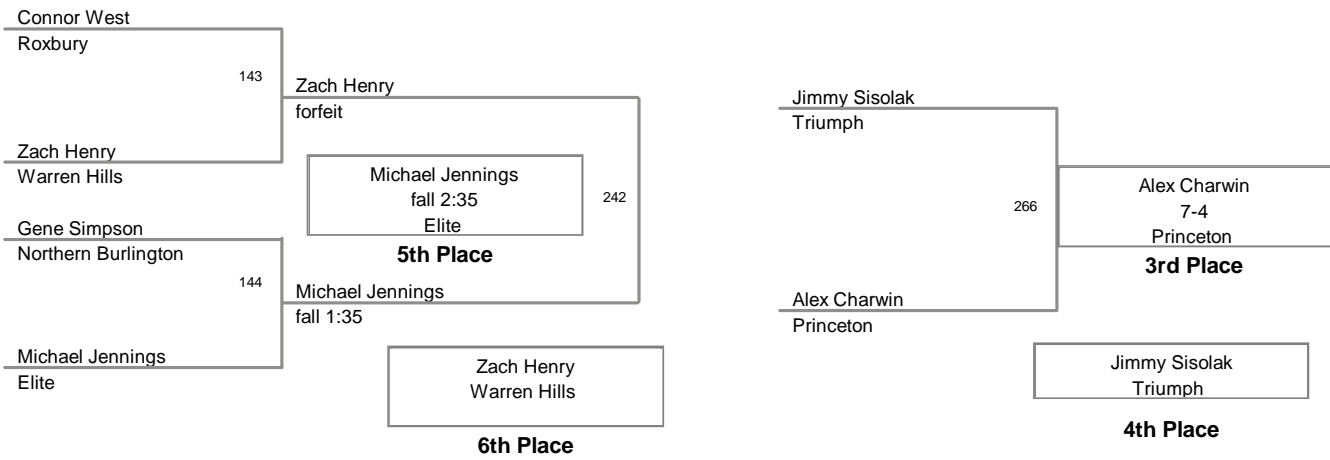 Connor West
Roxbury
143
Zach Henry
forfeit
Zach Henry
Warren Hills
Michael Jennings
fall 2:35
Elite
5th Place
242
Gene Simpson
Northern Burlington
144
Michael Jennings
fall 1:35
Michael Jennings
Elite
Zach Henry
Warren Hills
6th Place
Jimmy Sisolak
Triumph
266
Alex Charwin
7-4
Princeton
3rd Place
Alex Charwin
Princeton
Jimmy Sisolak
Triumph
4th Place